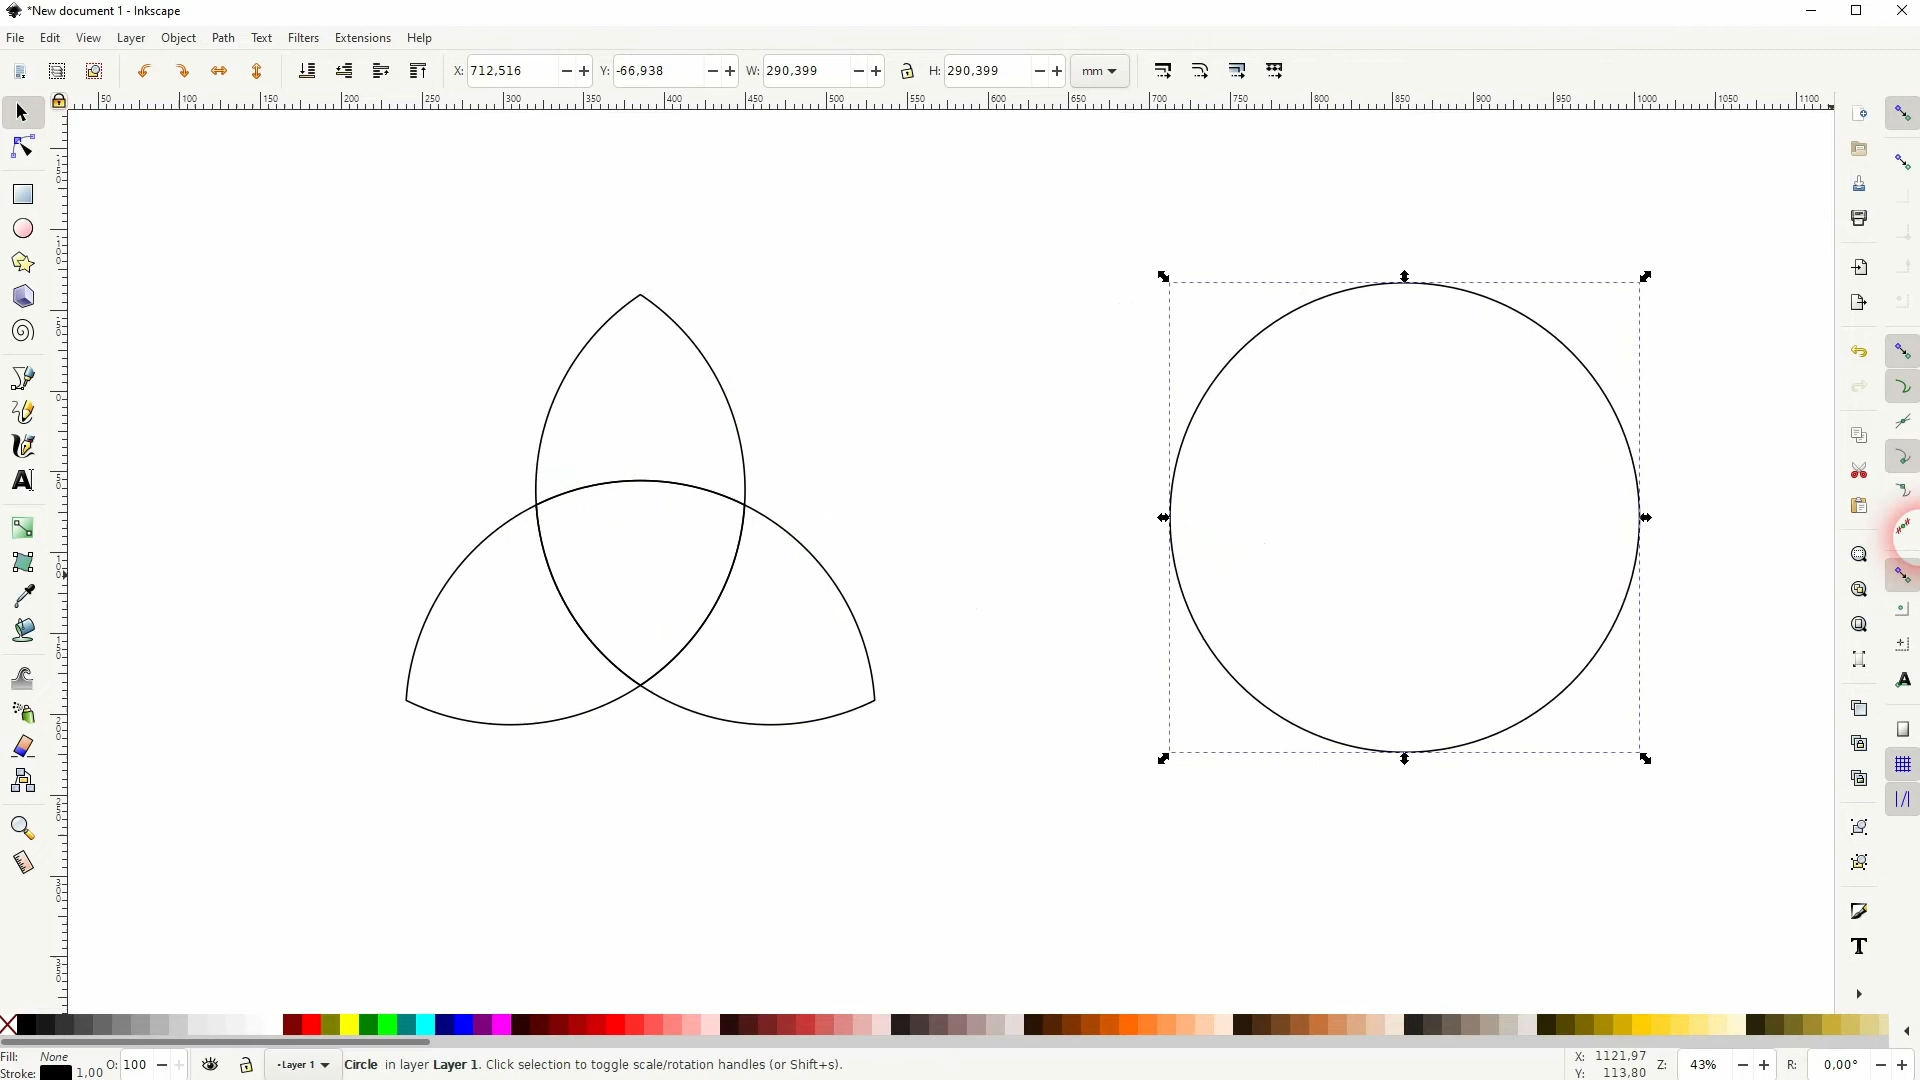 *New document 1 - Inkscape
File Edit View Layer Object Path Text Filters Extensions Help
X: 712,516 Y: -66,938 W: 290,399 H: 290,399 mm
50 100 150 200 250 300 350 400 450 500 550 600 650 700 750 800 850 900 950 1000 1050 1100
Fill: None O: 100 Layer 1 Circle in layer Layer 1. Click selection to toggle scale/rotation handles (or Shift+s). X: 1121,97 Z: 43% R: 0,00°
Stroke: 1,00 Y: 113,80